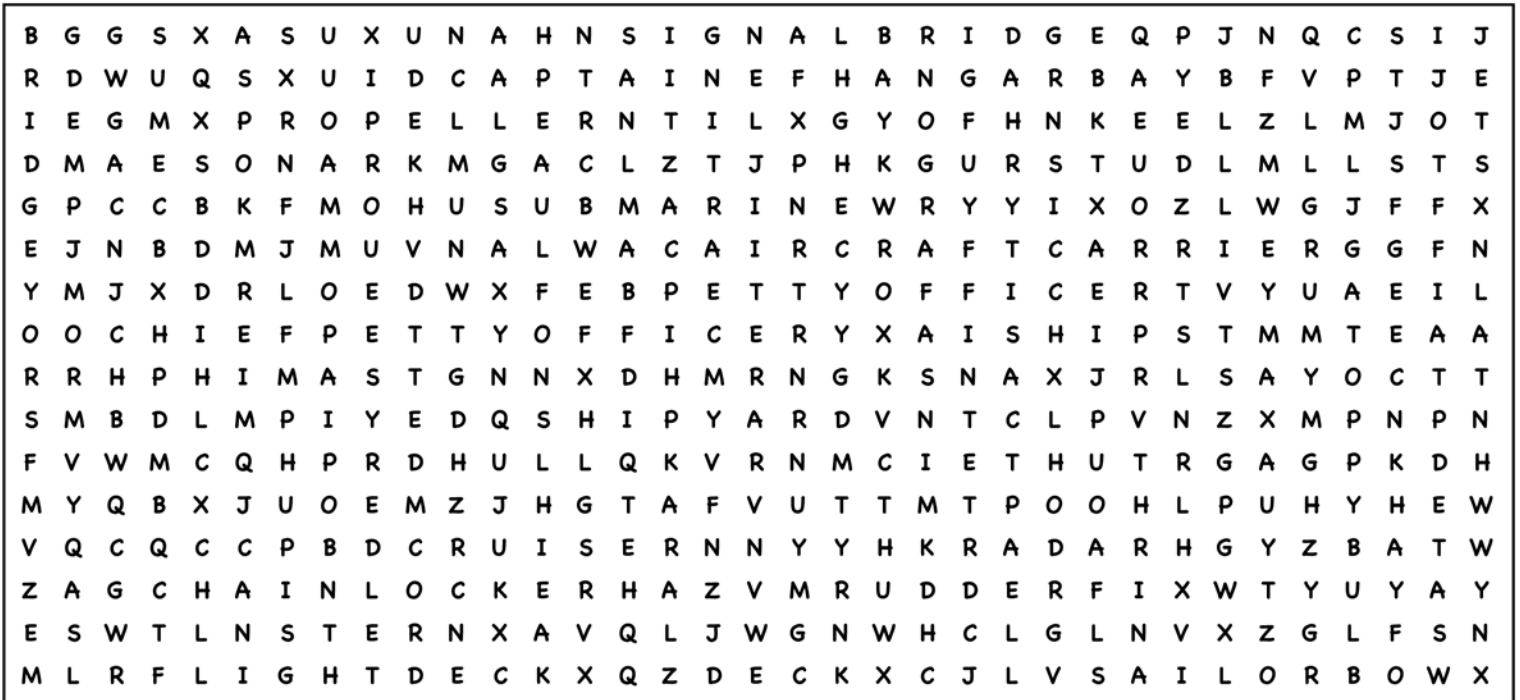 B G G S X A S U X U N A H N S I G N A L B R I D G E Q P J N Q C S I J
R D W U Q S X U I D C A P T A I N E F H A N G A R B A Y B F V P T J E
I E G M X P R O P E L L E R N T I L X G Y O F H N K E E L Z L M J O T
D M A E S O N A R K M G A C L Z T J P H K G U R S T U D L M L L S T S
G P C C B K F M O H U S U B M A R I N E W R Y Y I X O Z L W G J F F X
E J N B D M J M U V N A L W A C A I R C R A F T C A R R I E R G G F N
Y M J X D R L O E D W X F E B P E T T Y O F F I C E R T V Y U A E I L
O O C H I E F P E T T Y O F F I C E R Y X A I S H I P S T M M T E A A
R R H P H I M A S T G N N X D H M R N G K S N A X J R L S A Y O C T T
S M B D L M P I Y E D Q S H I P Y A R D V N T C L P V N Z X M P N P N
F V W M C Q H P R D H U L L Q K V R N M C I E T H U T R G A G P K D H
M Y Q B X J U O E M Z J H G T A F V U T T M T P O O H L P U H Y H E W
V Q C Q C C P B D C R U I S E R N N Y Y H K R A D A R H G Y Z B A T W
Z A G C H A I N L O C K E R H A Z V M R U D D E R F I X W T Y U Y A Y
E S W T L N S T E R N X A V Q L J W G N W H C L G L N V X Z G L F S N
M L R F L I G H T D E C K X Q Z D E C K X C J L V S A I L O R B O W X